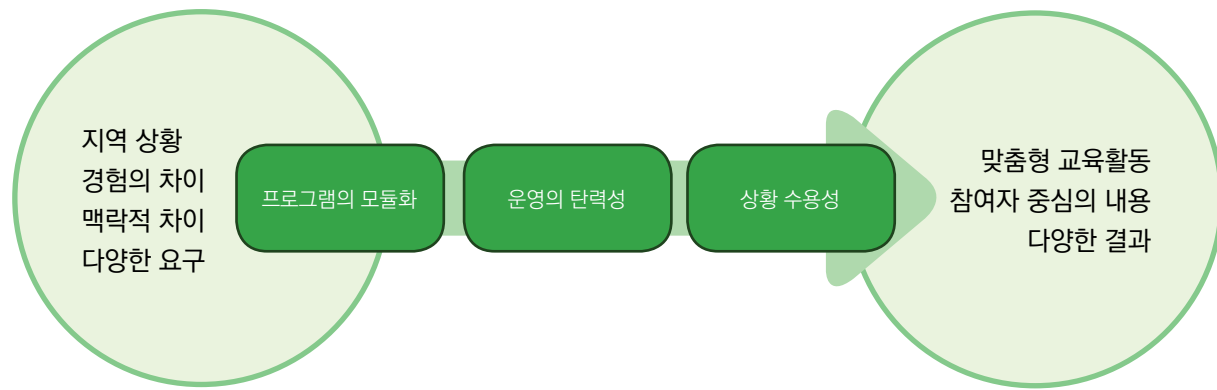 지역 상황
경험의 차이
맥락적 차이
다양한 요구
프로그램의 모듈화
운영의 탄력성
상황 수용성
맞춤형 교육활동
참여자 중심의 내용
다양한 결과